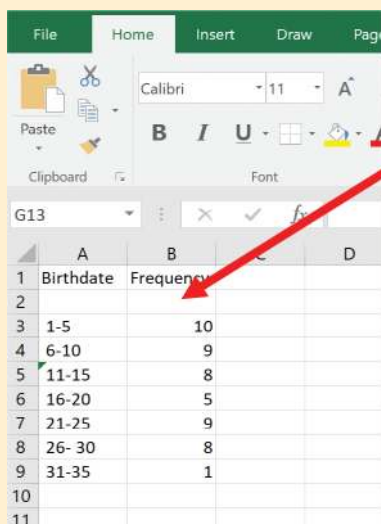 File Home Insert Draw Page
Calibri 11 A
Paste B I U
Clipboard Font
G13 fx
A B D
1 Birthdate Frequency
2
3 1-5 10
4 6-10 9
5 11-15 8
6 16-20 5
7 21-25 9
8 26- 30 8
9 31-35 1
10
11